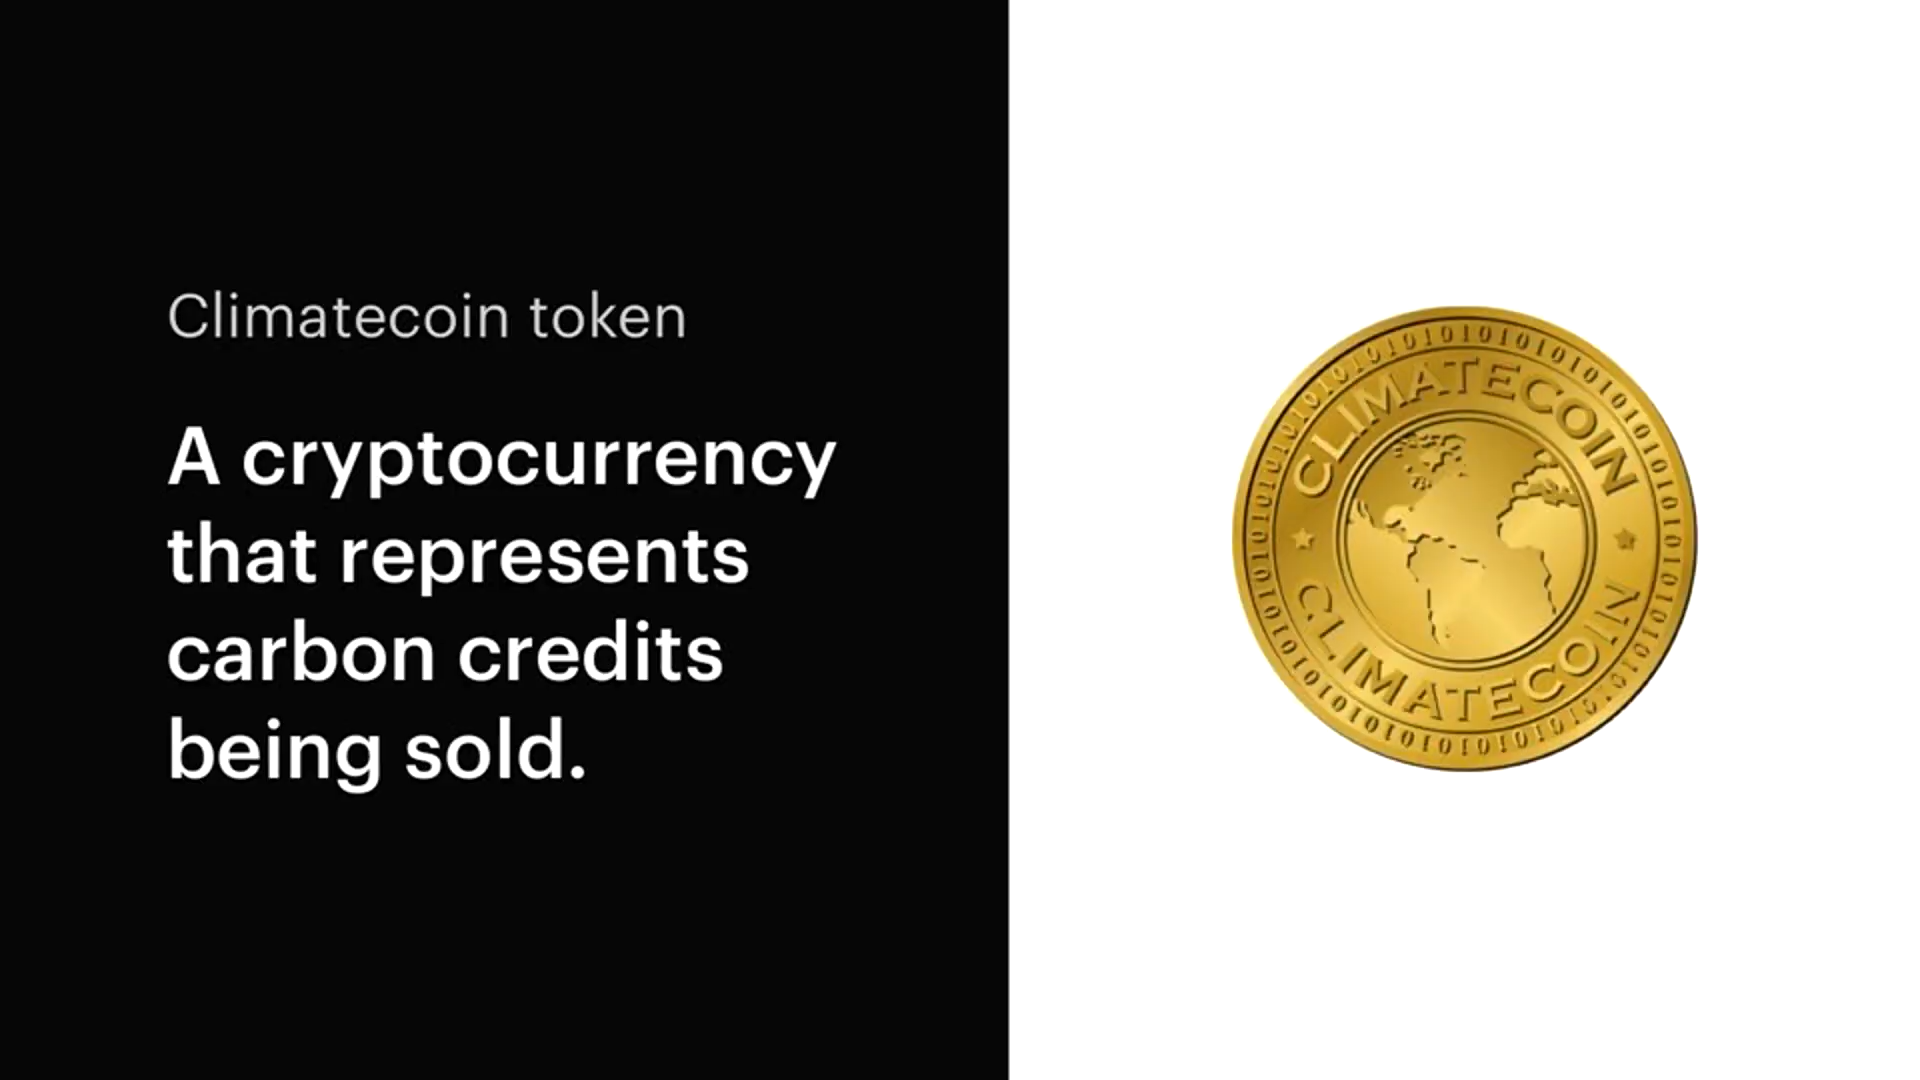 Climatecoin token
A cryptocurrency
that represents
carbon credits
being sold.
CLIMATECOIN
CLIMATECOIN